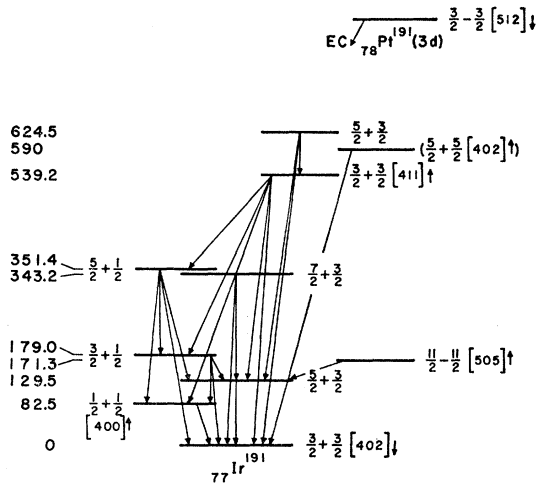 3/2 − 3/2 [512]↓
EC 78Pt191(3d)
624.5 5/2 + 3/2
590 (5/2 + 5/2 [402]↑)
539.2 3/2 + 3/2 [411]↑
351.4 5/2 + 1/2
343.2 7/2 + 3/2
179.0 3/2 + 1/2
171.3 11/2 − 11/2 [505]↑
129.5 5/2 + 3/2
82.5 1/2 + 1/2
[400]↑
0 3/2 + 3/2 [402]↓
77Ir191